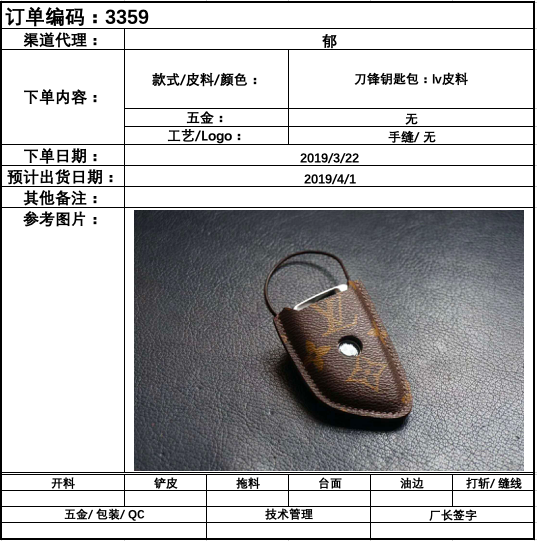 订单编码：3359
渠道代理： 郁
下单内容： 款式/皮料/颜色： 刀锋钥匙包：lv皮料
五金： 无
工艺/Logo： 手缝/ 无
下单日期： 2019/3/22
预计出货日期： 2019/4/1
其他备注：
参考图片：
LV
LV
开料 铲皮 拖料 台面 油边 打斩/ 缝线
五金/ 包装/ QC 技术管理 厂长签字